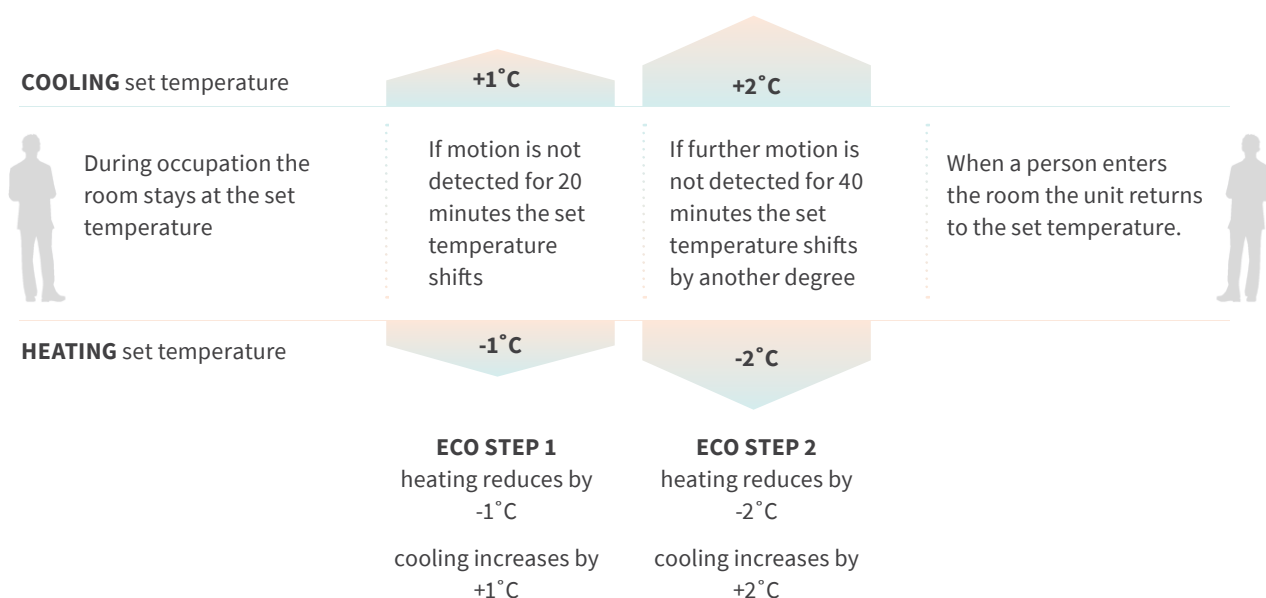 COOLING set temperature
+1˚C
+2˚C
During occupation the
room stays at the set
temperature
If motion is not
detected for 20
minutes the set
temperature
shifts
If further motion is
not detected for 40
minutes the set
temperature shifts
by another degree
When a person enters
the room the unit returns
to the set temperature.
HEATING set temperature
-1˚C
-2˚C
ECO STEP 1
heating reduces by
-1˚C
cooling increases by
+1˚C
ECO STEP 2
heating reduces by
-2˚C
cooling increases by
+2˚C